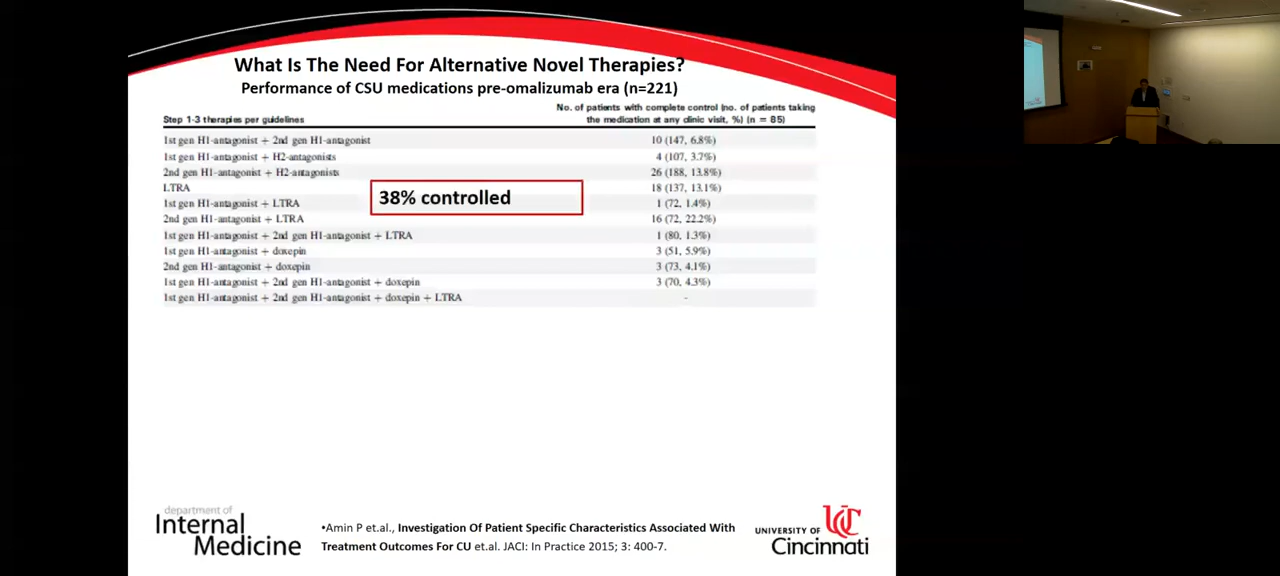 What Is The Need For Alternative Novel Therapies?
Performance of CSU medications pre-omalizumab era (n=221)
Step 1-3 therapies per guidelines
No. of patients with complete control (no. of patients taking
the medication at any clinic visit, %) (n = 85)
1st gen H1-antagonist + 2nd gen H1-antagonist 10 (147, 6.8%)
1st gen H1-antagonist + H2-antagonists 4 (107, 3.7%)
2nd gen H1-antagonist + H2-antagonists 26 (188, 13.8%)
LTRA 18 (137, 13.1%)
38% controlled
1st gen H1-antagonist + LTRA 1 (72, 1.4%)
2nd gen H1-antagonist + LTRA 16 (72, 22.2%)
1st gen H1-antagonist + 2nd gen H1-antagonist + LTRA 1 (80, 1.3%)
1st gen H1-antagonist + doxepin 3 (51, 5.9%)
2nd gen H1-antagonist + doxepin 3 (73, 4.1%)
1st gen H1-antagonist + 2nd gen H1-antagonist + doxepin 3 (70, 4.3%)
1st gen H1-antagonist + 2nd gen H1-antagonist + doxepin + LTRA -
department of
Internal
Medicine
•Amin P et.al., Investigation Of Patient Specific Characteristics Associated With
Treatment Outcomes For CU et.al. JACI: In Practice 2015; 3: 400-7.
UC
UNIVERSITY OF
Cincinnati